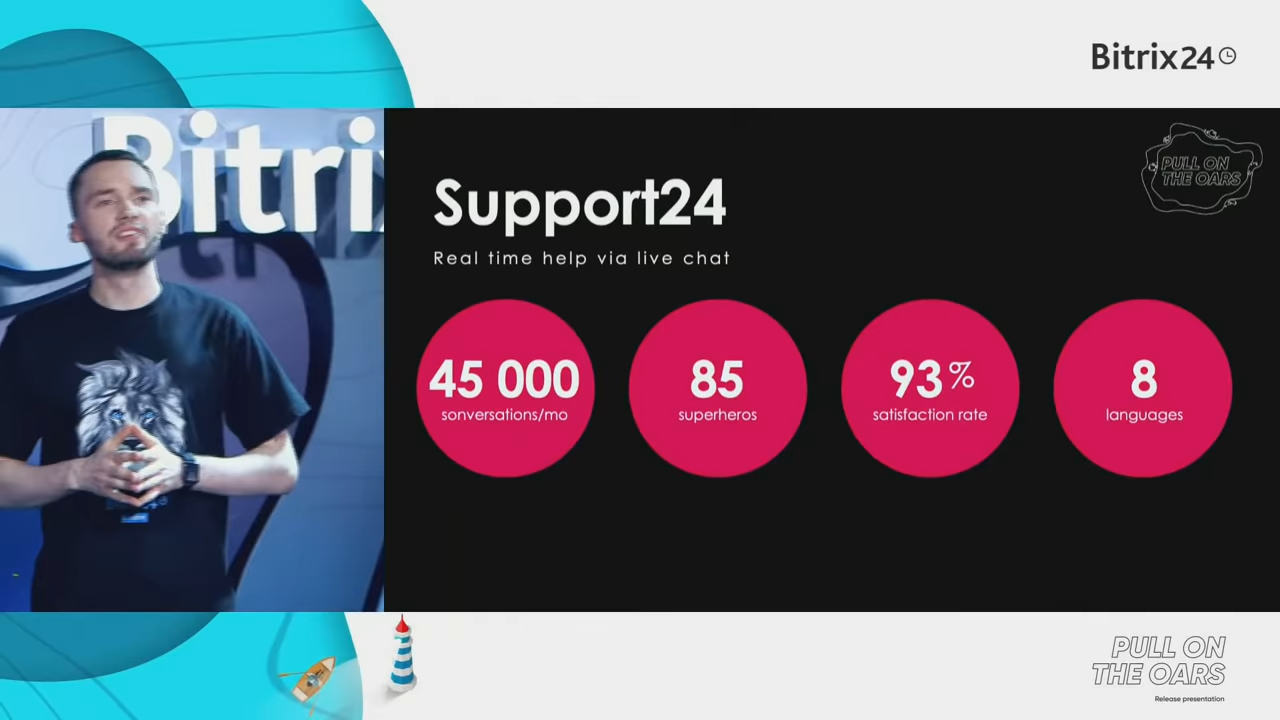 Bitrix24
Bitrix
PULL ON
THE OARS
Support24
Real time help via live chat
45 000
sonversations/mo
85
superheros
93%
satisfaction rate
8
languages
PULL ON
THE OARS
Release presentation